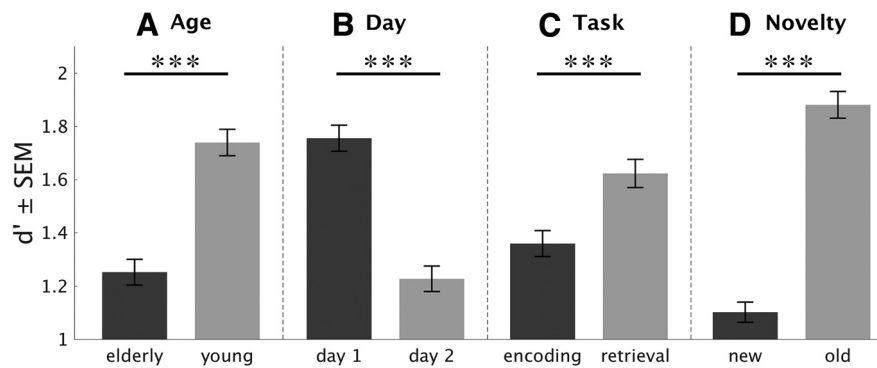 A Age B Day C Task D Novelty
*** *** *** ***
d' ± SEM
2
1.8
1.6
1.4
1.2
1
elderly young day 1 day 2 encoding retrieval new old